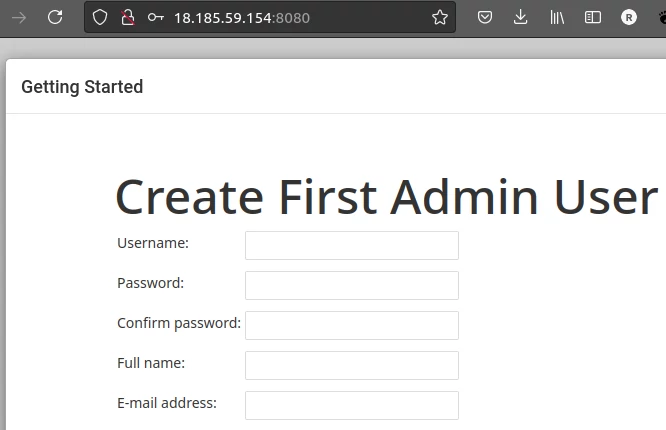 18.185.59.154:8080
R
Getting Started
Create First Admin User
Username:
Password:
Confirm password:
Full name:
E-mail address: